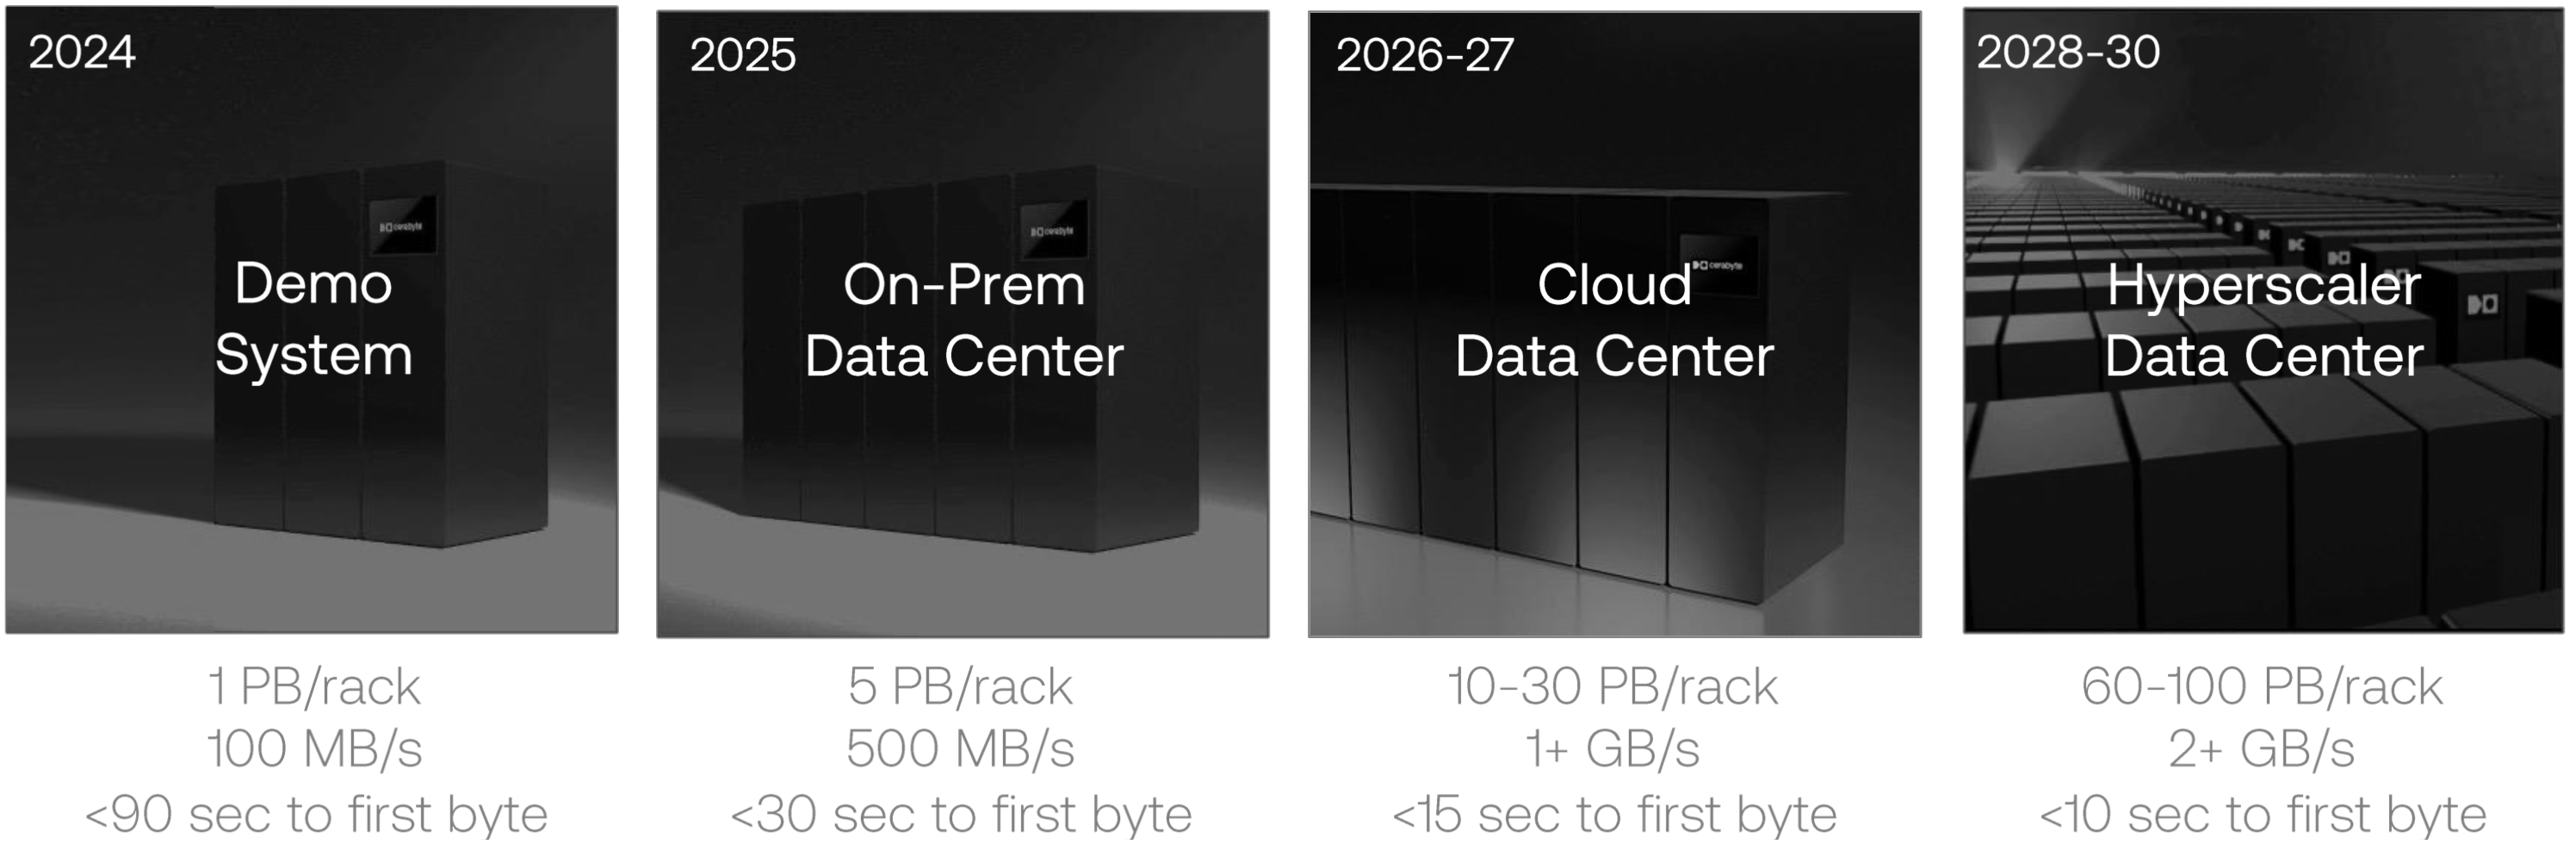 2024
cerabyte
Demo
System
1 PB/rack
100 MB/s
<90 sec to first byte
2025
cerabyte
On-Prem
Data Center
5 PB/rack
500 MB/s
<30 sec to first byte
2026-27
cerabyte
Cloud
Data Center
10-30 PB/rack
1+ GB/s
<15 sec to first byte
2028-30
Hyperscaler
Data Center
60-100 PB/rack
2+ GB/s
<10 sec to first byte